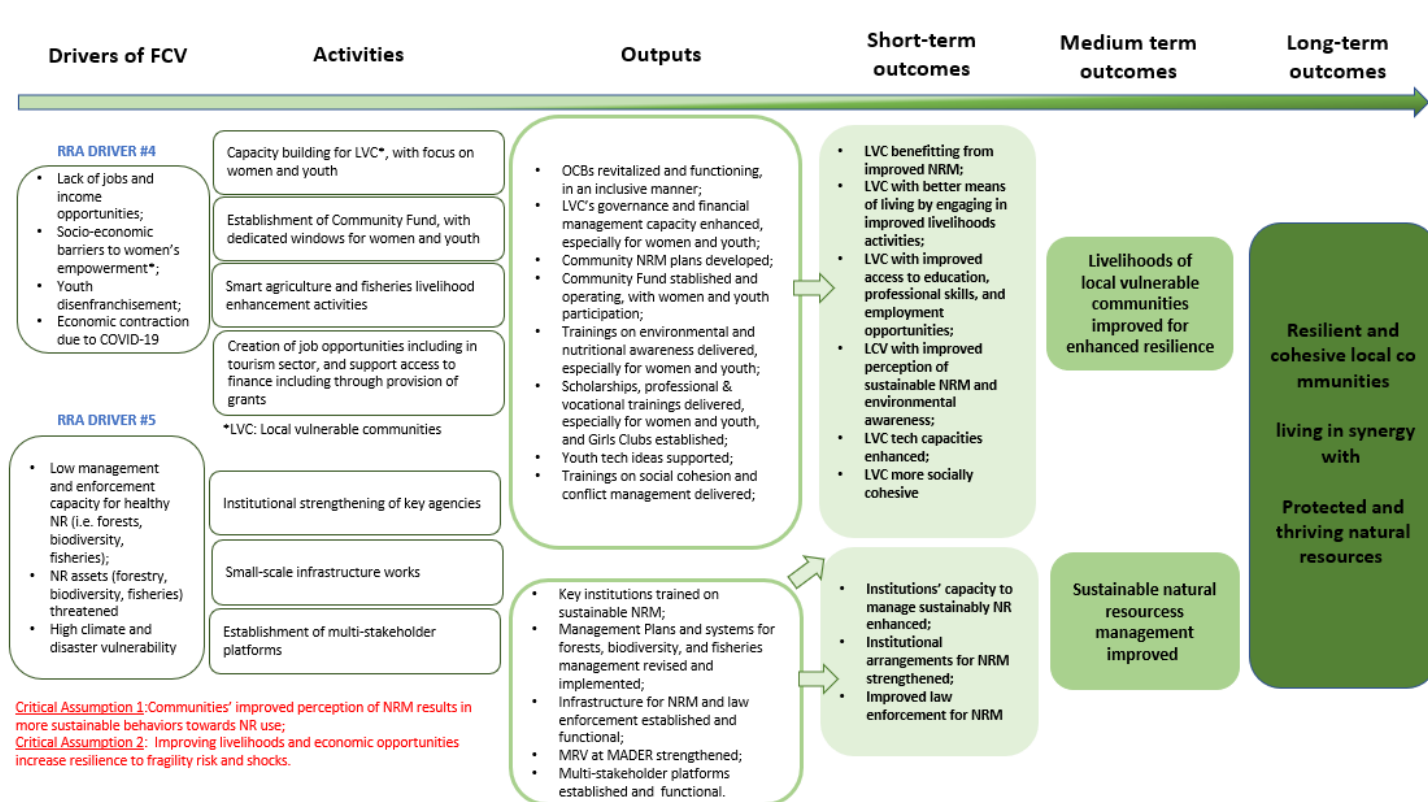 Drivers of FCV
Activities
Outputs
Short-term
outcomes
Medium term
outcomes
Long-term
outcomes
RRA DRIVER #4
• Lack of jobs and
income
opportunities;
• Socio-economic
barriers to women's
empowerment*;
• Youth
disenfranchisement;
• Economic contraction
due to COVID-19
RRA DRIVER #5
• Low management
and enforcement
capacity for healthy
NR (i.e. forests,
biodiversity,
fisheries);
• NR assets (forestry,
biodiversity, fisheries)
threatened
• High climate and
disaster vulnerability
Capacity building for LVC*, with focus on
women and youth
Establishment of Community Fund, with
dedicated windows for women and youth
Smart agriculture and fisheries livelihood
enhancement activities
Creation of job opportunities including in
tourism sector, and support access to
finance including through provision of
grants
*LVC: Local vulnerable communities
Institutional strengthening of key agencies
Small-scale infrastructure works
Establishment of multi-stakeholder
platforms
• OCBs revitalized and functioning,
in an inclusive manner;
• LVC's governance and financial
management capacity enhanced,
especially for women and youth;
• Community NRM plans developed;
• Community Fund stablished and
operating, with women and youth
participation;
• Trainings on environmental and
nutritional awareness delivered,
especially for women and youth;
• Scholarships, professional &
vocational trainings delivered,
especially for women and youth,
and Girls Clubs established;
• Youth tech ideas supported;
• Trainings on social cohesion and
conflict management delivered;
• Key institutions trained on
sustainable NRM;
• Management Plans and systems for
forests, biodiversity, and fisheries
management revised and
implemented;
• Infrastructure for NRM and law
enforcement established and
functional;
• MRV at MADER strengthened;
• Multi-stakeholder platforms
established and functional.
• LVC benefitting from
improved NRM;
• LVC with better means
of living by engaging in
improved livelihoods
activities;
• LVC with improved
access to education,
professional skills, and
employment
opportunities;
• LCV with improved
perception of
sustainable NRM and
environmental
awareness;
• LVC tech capacities
enhanced;
• LVC more socially
cohesive
• Institutions' capacity to
manage sustainably NR
enhanced;
• Institutional
arrangements for NRM
strengthened;
• Improved law
enforcement for NRM
Livelihoods of
local vulnerable
communities
improved for
enhanced resilience
Sustainable natural
resourcess
management
improved
Resilient and
cohesive local co
mmunities
living in synergy
with
Protected and
thriving natural
resources
Critical Assumption 1:Communities' improved perception of NRM results in
more sustainable behaviors towards NR use;
Critical Assumption 2: Improving livelihoods and economic opportunities
increase resilience to fragility risk and shocks.